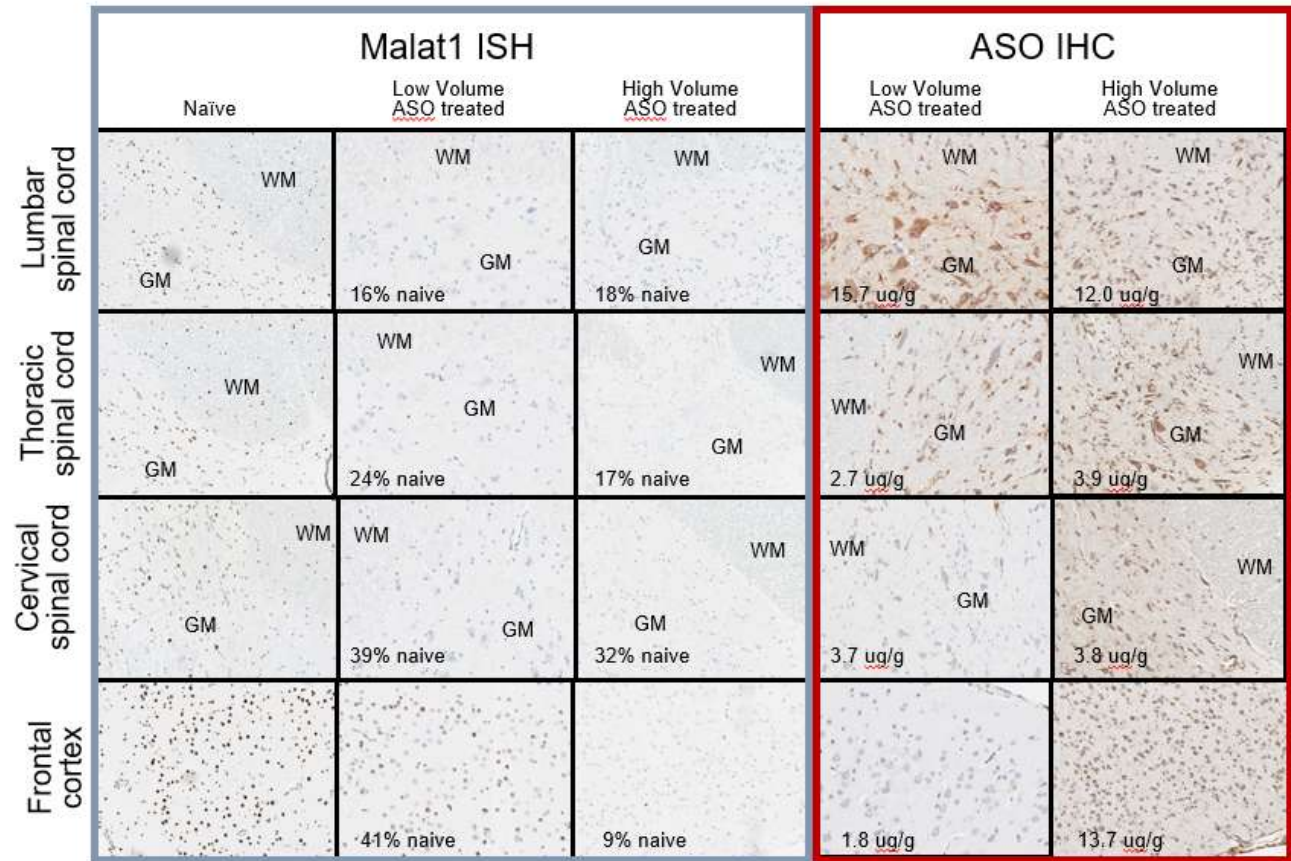 Malat1 ISH
ASO IHC
Naïve
Low Volume
ASO treated
High Volume
ASO treated
Low Volume
ASO treated
High Volume
ASO treated
Lumbar
spinal cord
WM
GM
WM
GM
16% naive
WM
GM
18% naive
WM
GM
15.7 ug/g
WM
GM
12.0 ug/g
Thoracic
spinal cord
WM
GM
WM
GM
24% naive
WM
GM
17% naive
WM
GM
2.7 ug/g
WM
GM
3.9 ug/g
Cervical
spinal cord
WM
GM
WM
GM
39% naive
WM
GM
32% naive
WM
GM
3.7 ug/g
WM
GM
3.8 ug/g
Frontal
cortex
41% naive
9% naive
1.8 ug/g
13.7 ug/g